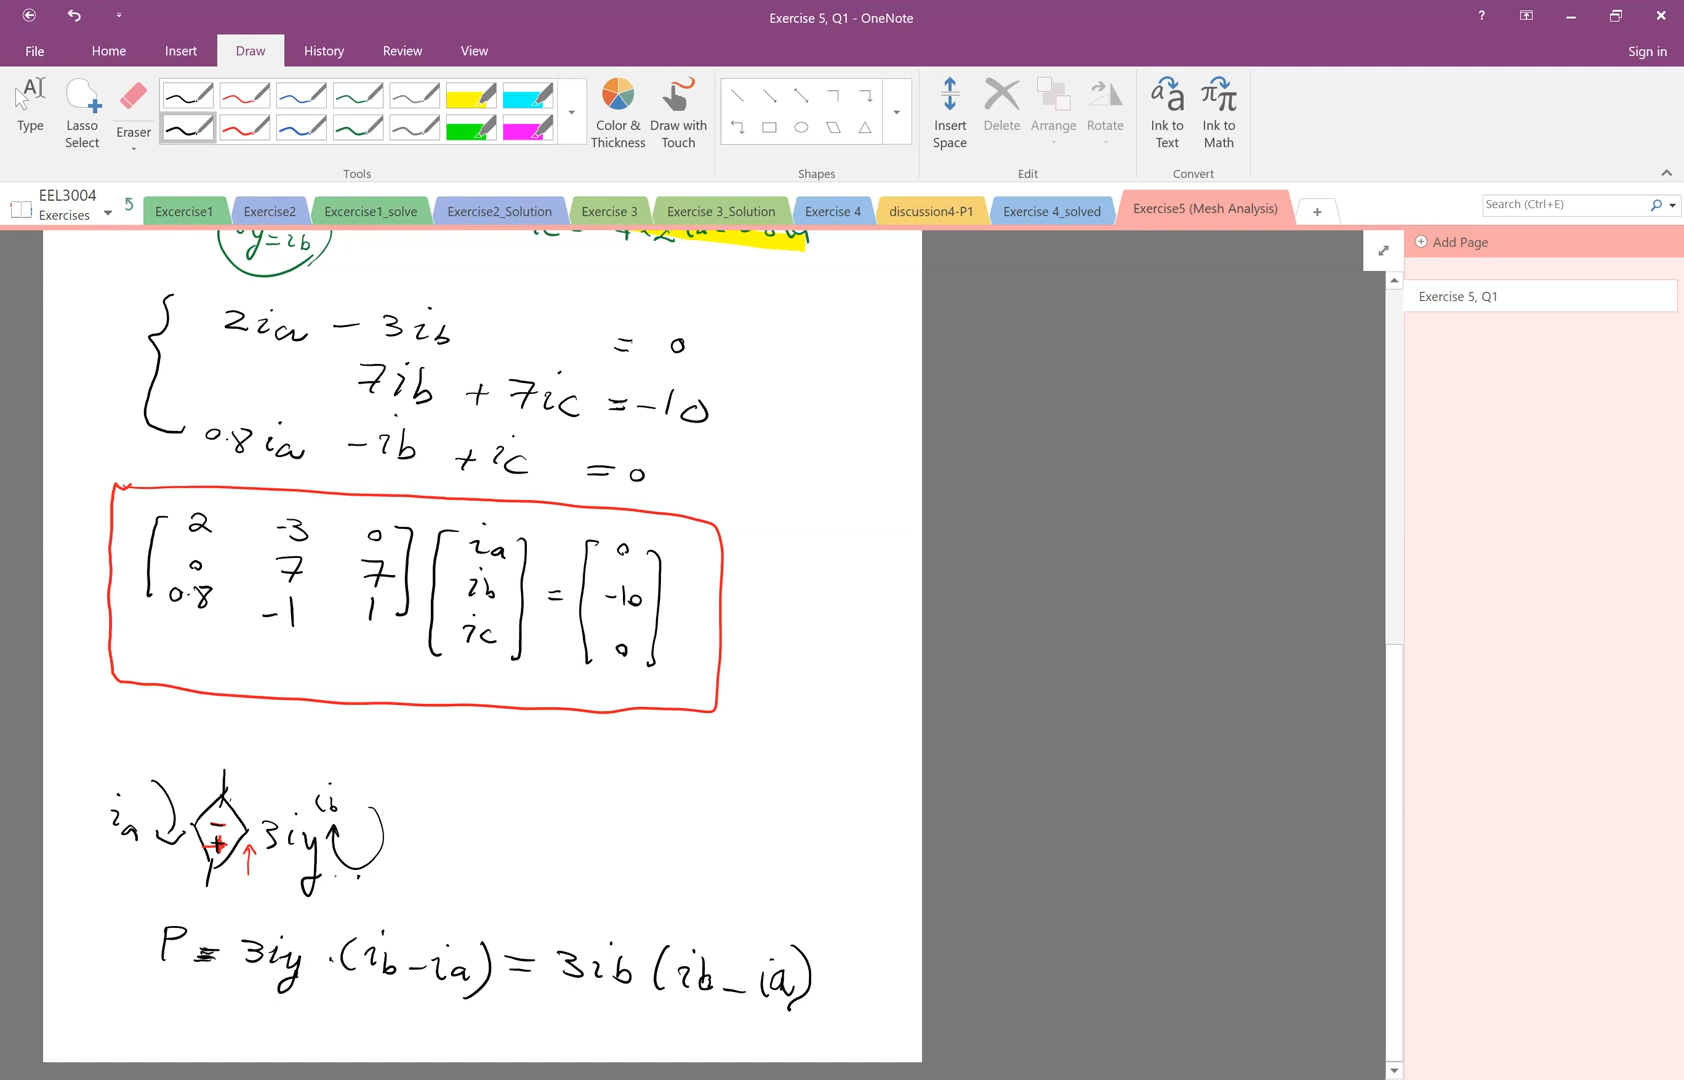 Exercise 5, Q1 - OneNote
?
File Home Insert Draw History Review View Sign in
Type
Lasso Select
Eraser
Color & Thickness
Draw with Touch
Insert Space
Delete
Arrange
Rotate
Ink to Text
Ink to Math
Tools Shapes Edit Convert
EEL3004
Exercises
Excercise1 Exercise2 Excercise1_solve Exercise2_Solution Exercise 3 Exercise 3_Solution Exercise 4 discussion4-P1 Exercise 4_solved Exercise5 (Mesh Analysis) +
Search (Ctrl+E)
Add Page
Exercise 5, Q1
y = ib
2ia - 3ib = 0
7ib + 7ic = -10
0.8ia - ib + ic = 0
[ 2 -3 0 ] [ ia ] = [ 0 ]
[ 0 7 7 ] [ ib ] [ -10 ]
[ 0.8 -1 1 ] [ ic ] [ 0 ]
ia - + 3iy ib
P = 3iy . (ib - ia) = 3ib (ib - ia)